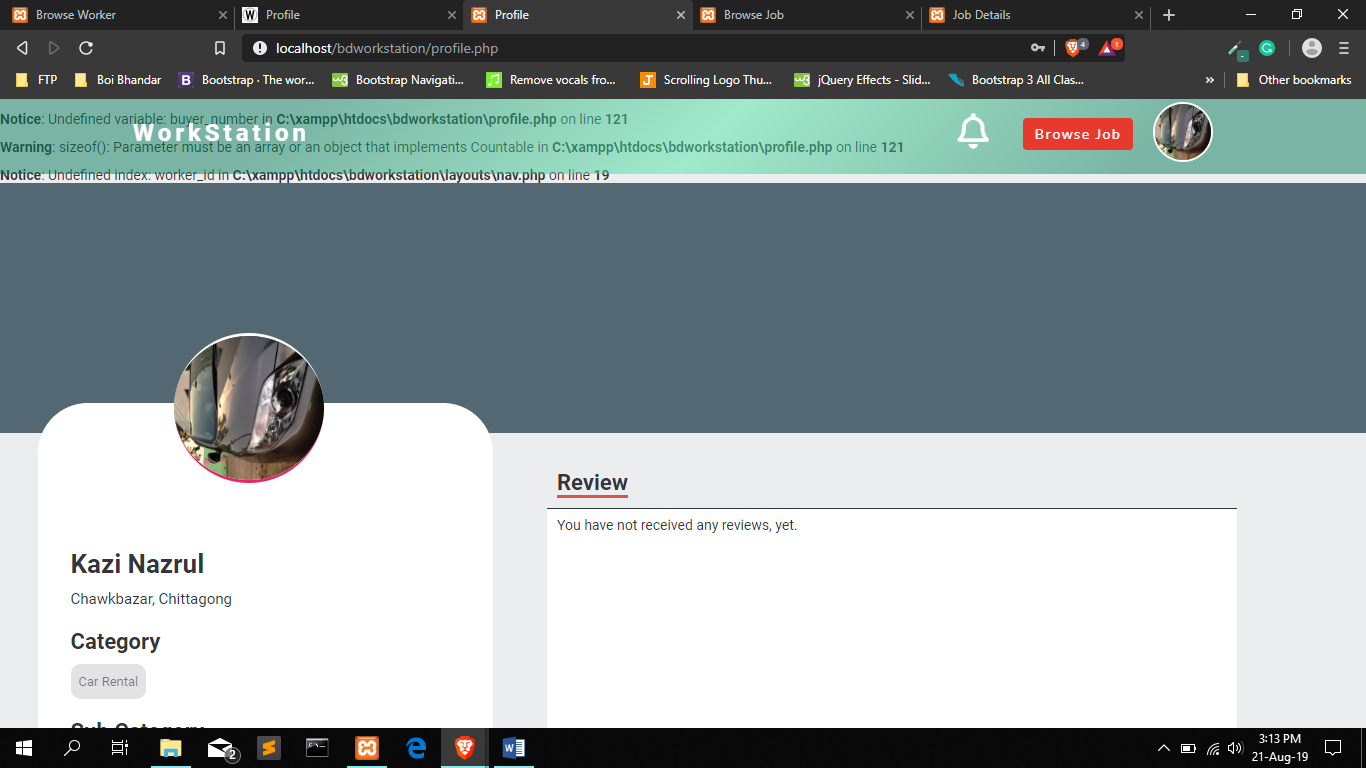 Browse Worker
Profile
Profile
Browse Job
Job Details
localhost/bdworkstation/profile.php
4
1
FTP
Boi Bhandar
Bootstrap · The wor...
Bootstrap Navigati...
Remove vocals fro...
Scrolling Logo Thu...
jQuery Effects - Slid...
Bootstrap 3 All Clas...
»
Other bookmarks
Notice: Undefined variable: buyer_number in C:\xampp\htdocs\bdworkstation\profile.php on line 121
WorkStation
Browse Job
Warning: sizeof(): Parameter must be an array or an object that implements Countable in C:\xampp\htdocs\bdworkstation\profile.php on line 121
Notice: Undefined index: worker_id in C:\xampp\htdocs\bdworkstation\layouts\nav.php on line 19
Review
You have not received any reviews, yet.
Kazi Nazrul
Chawkbazar, Chittagong
Category
Car Rental
Sub Category
2
3:13 PM
21-Aug-19